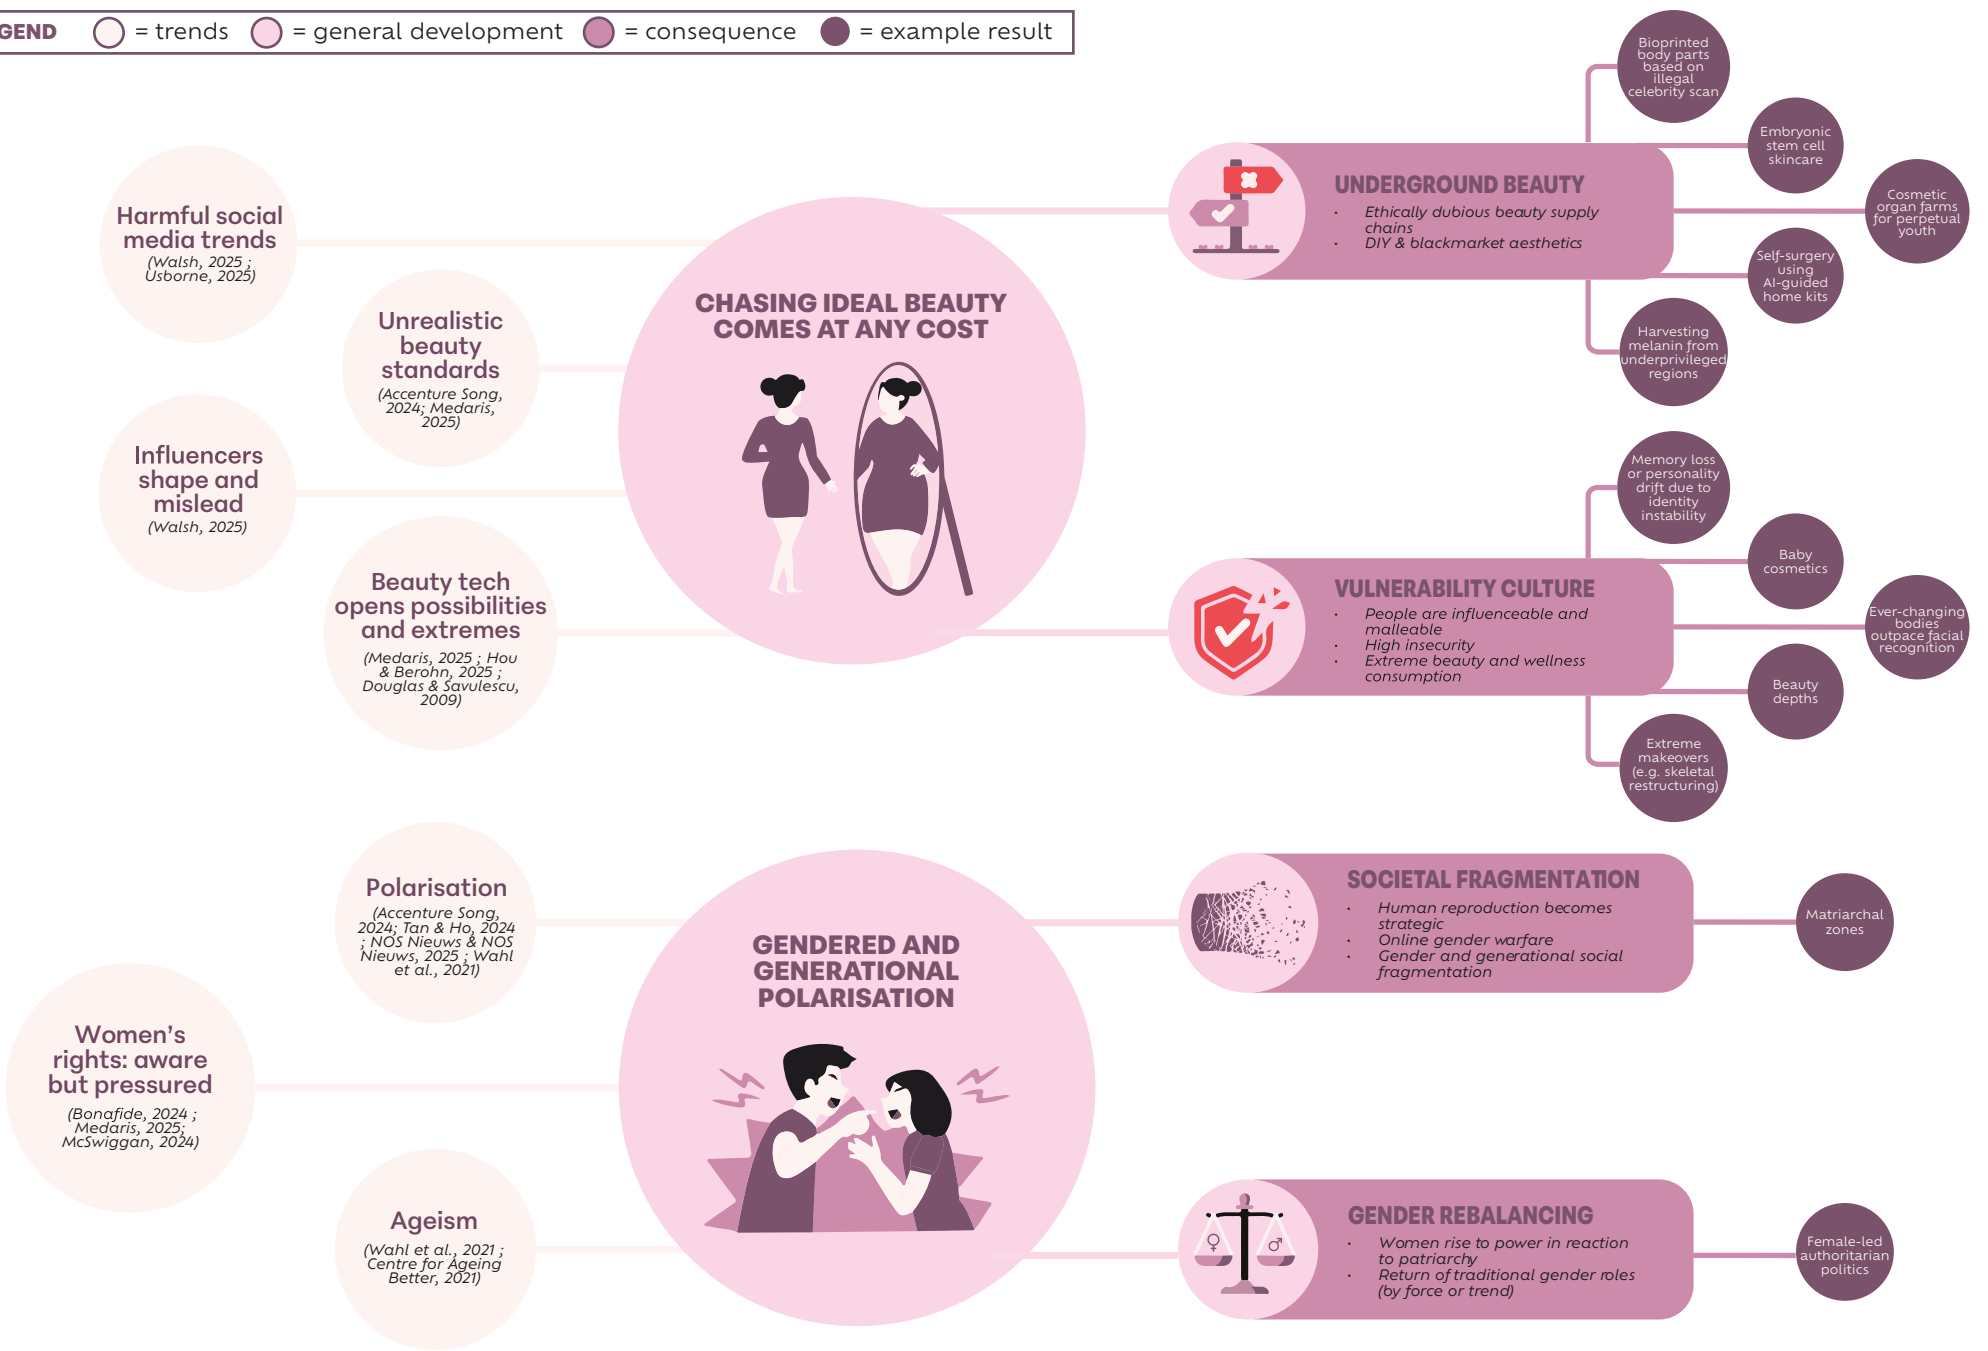 GEND = trends = general development = consequence = example result
Harmful social
media trends
(Walsh, 2025 ;
Usborne, 2025)
Unrealistic
beauty
standards
(Accenture Song,
2024; Medaris,
2025)
Influencers
shape and
mislead
(Walsh, 2025)
Beauty tech
opens possibilities
and extremes
(Medaris, 2025 ; Hou
& Berohn, 2025 ;
Douglas & Savulescu,
2009)
CHASING IDEAL BEAUTY
COMES AT ANY COST
UNDERGROUND BEAUTY
• Ethically dubious beauty supply
chains
• DIY & blackmarket aesthetics
Bioprinted
body parts
based on
illegal
celebrity scan
Embryonic
stem cell
skincare
Cosmetic
organ farms
for perpetual
youth
Self-surgery
using
AI-guided
home kits
Harvesting
melanin from
underprivileged
regions
VULNERABILITY CULTURE
• People are influenceable and
malleable
• High insecurity
• Extreme beauty and wellness
consumption
Memory loss
or personality
drift due to
identity
instability
Baby
cosmetics
Ever-changing
bodies
outpace facial
recognition
Beauty
depths
Extreme
makeovers
(e.g. skeletal
restructuring)
Polarisation
(Accenture Song,
2024; Tan & Ho, 2024
; NOS Nieuws & NOS
Nieuws, 2025 ; Wahl
et al., 2021)
Women's
rights: aware
but pressured
(Bonafide, 2024 ;
Medaris, 2025;
McSwiggan, 2024)
Ageism
(Wahl et al., 2021 ;
Centre for Ageing
Better, 2021)
GENDERED AND
GENERATIONAL
POLARISATION
SOCIETAL FRAGMENTATION
• Human reproduction becomes
strategic
• Online gender warfare
• Gender and generational social
fragmentation
Matriarchal
zones
GENDER REBALANCING
• Women rise to power in reaction
to patriarchy
• Return of traditional gender roles
(by force or trend)
Female-led
authoritarian
politics